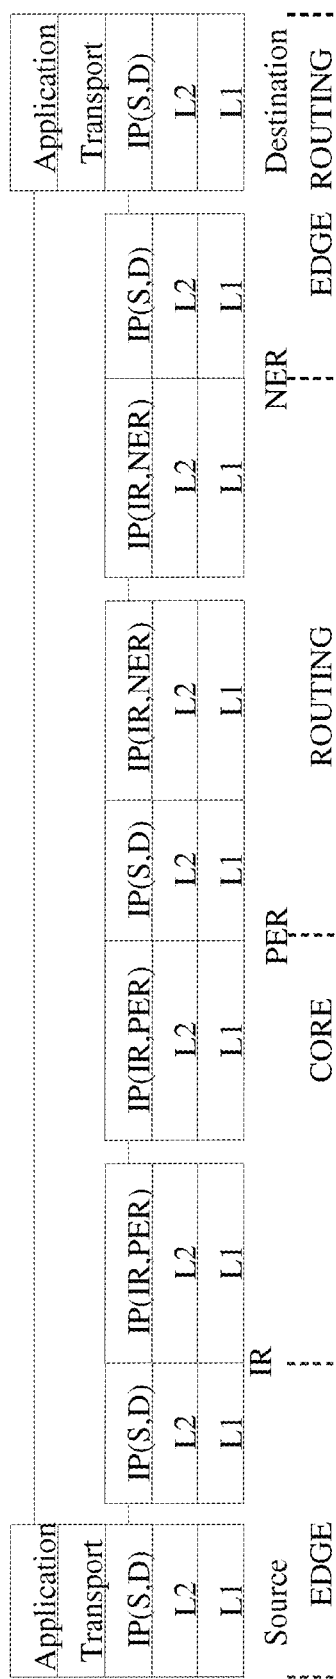 Application Application
Transport Transport
IP(S,D) IP(S,D) IP(IR,PER) IP(IR,PER) IP(S,D) IP(IR,NER) IP(IR,NER) IP(S,D) IP(S,D)
L2 L2 L2 L2 L2 L2 L2 L2 L2
L1 L1 L1 L1 L1 L1 L1 L1 L1
Source IR PER NER Destination
EDGE CORE ROUTING EDGE ROUTING